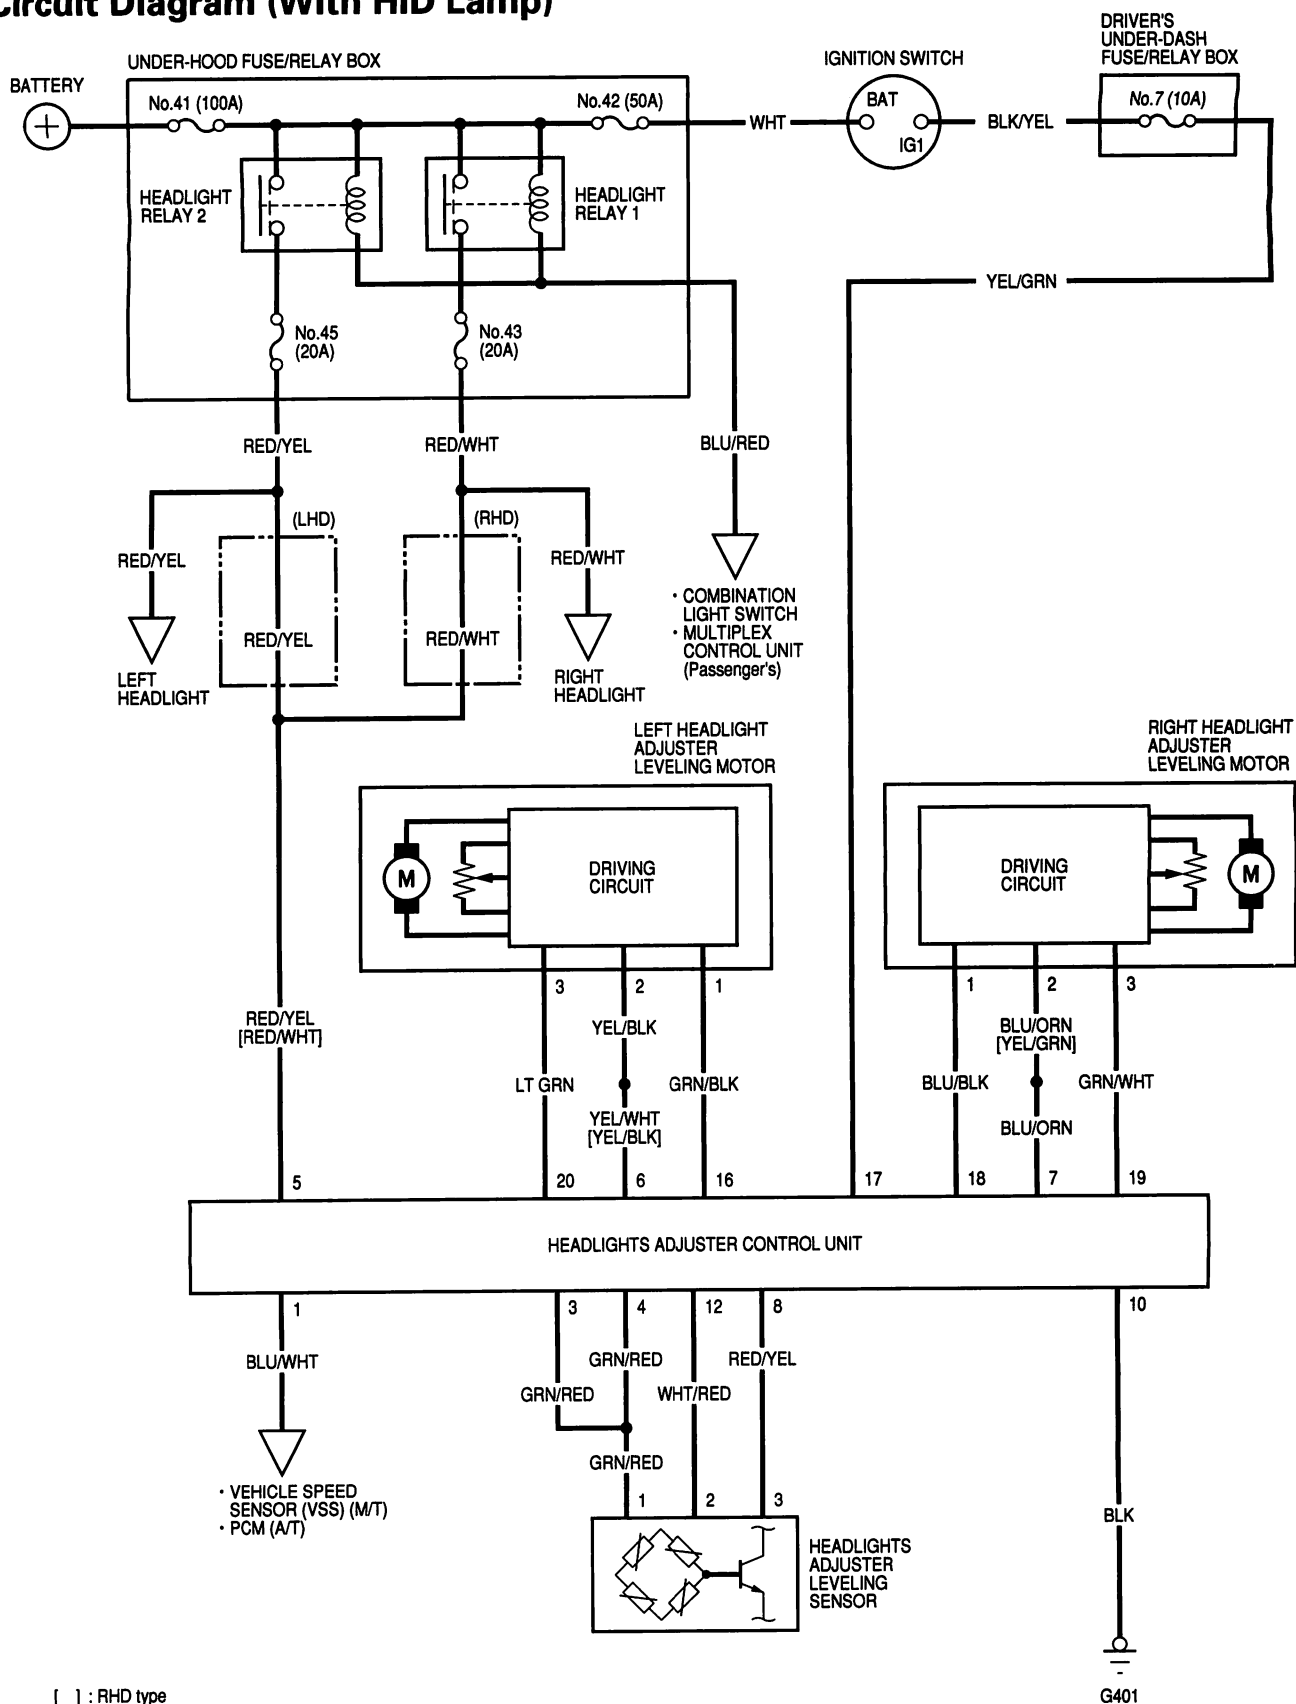 Circuit Diagram (With HID Lamp)
DRIVER'S
UNDER-DASH
FUSE/RELAY BOX
UNDER-HOOD FUSE/RELAY BOX
IGNITION SWITCH
BATTERY
No.41 (100A)
No.42 (50A)
BAT
No.7 (10A)
WHT
BLK/YEL
IG1
HEADLIGHT
RELAY 2
HEADLIGHT
RELAY 1
YEL/GRN
No.45
(20A)
No.43
(20A)
RED/YEL
RED/WHT
BLU/RED
(LHD)
(RHD)
RED/YEL
RED/WHT
• COMBINATION
LIGHT SWITCH
• MULTIPLEX
CONTROL UNIT
(Passenger's)
RED/YEL
RED/WHT
LEFT
HEADLIGHT
RIGHT
HEADLIGHT
LEFT HEADLIGHT
ADJUSTER
LEVELING MOTOR
RIGHT HEADLIGHT
ADJUSTER
LEVELING MOTOR
M
DRIVING
CIRCUIT
DRIVING
CIRCUIT
M
3
2
1
1
2
3
RED/YEL
[RED/WHT]
YEL/BLK
BLU/ORN
[YEL/GRN]
LT GRN
GRN/BLK
BLU/BLK
GRN/WHT
YEL/WHT
[YEL/BLK]
BLU/ORN
5
20
6
16
17
18
7
19
HEADLIGHTS ADJUSTER CONTROL UNIT
1
3
4
12
8
10
BLU/WHT
GRN/RED
RED/YEL
GRN/RED
WHT/RED
GRN/RED
• VEHICLE SPEED
SENSOR (VSS) (M/T)
• PCM (A/T)
1
2
3
BLK
HEADLIGHTS
ADJUSTER
LEVELING
SENSOR
[ ] : RHD type
G401